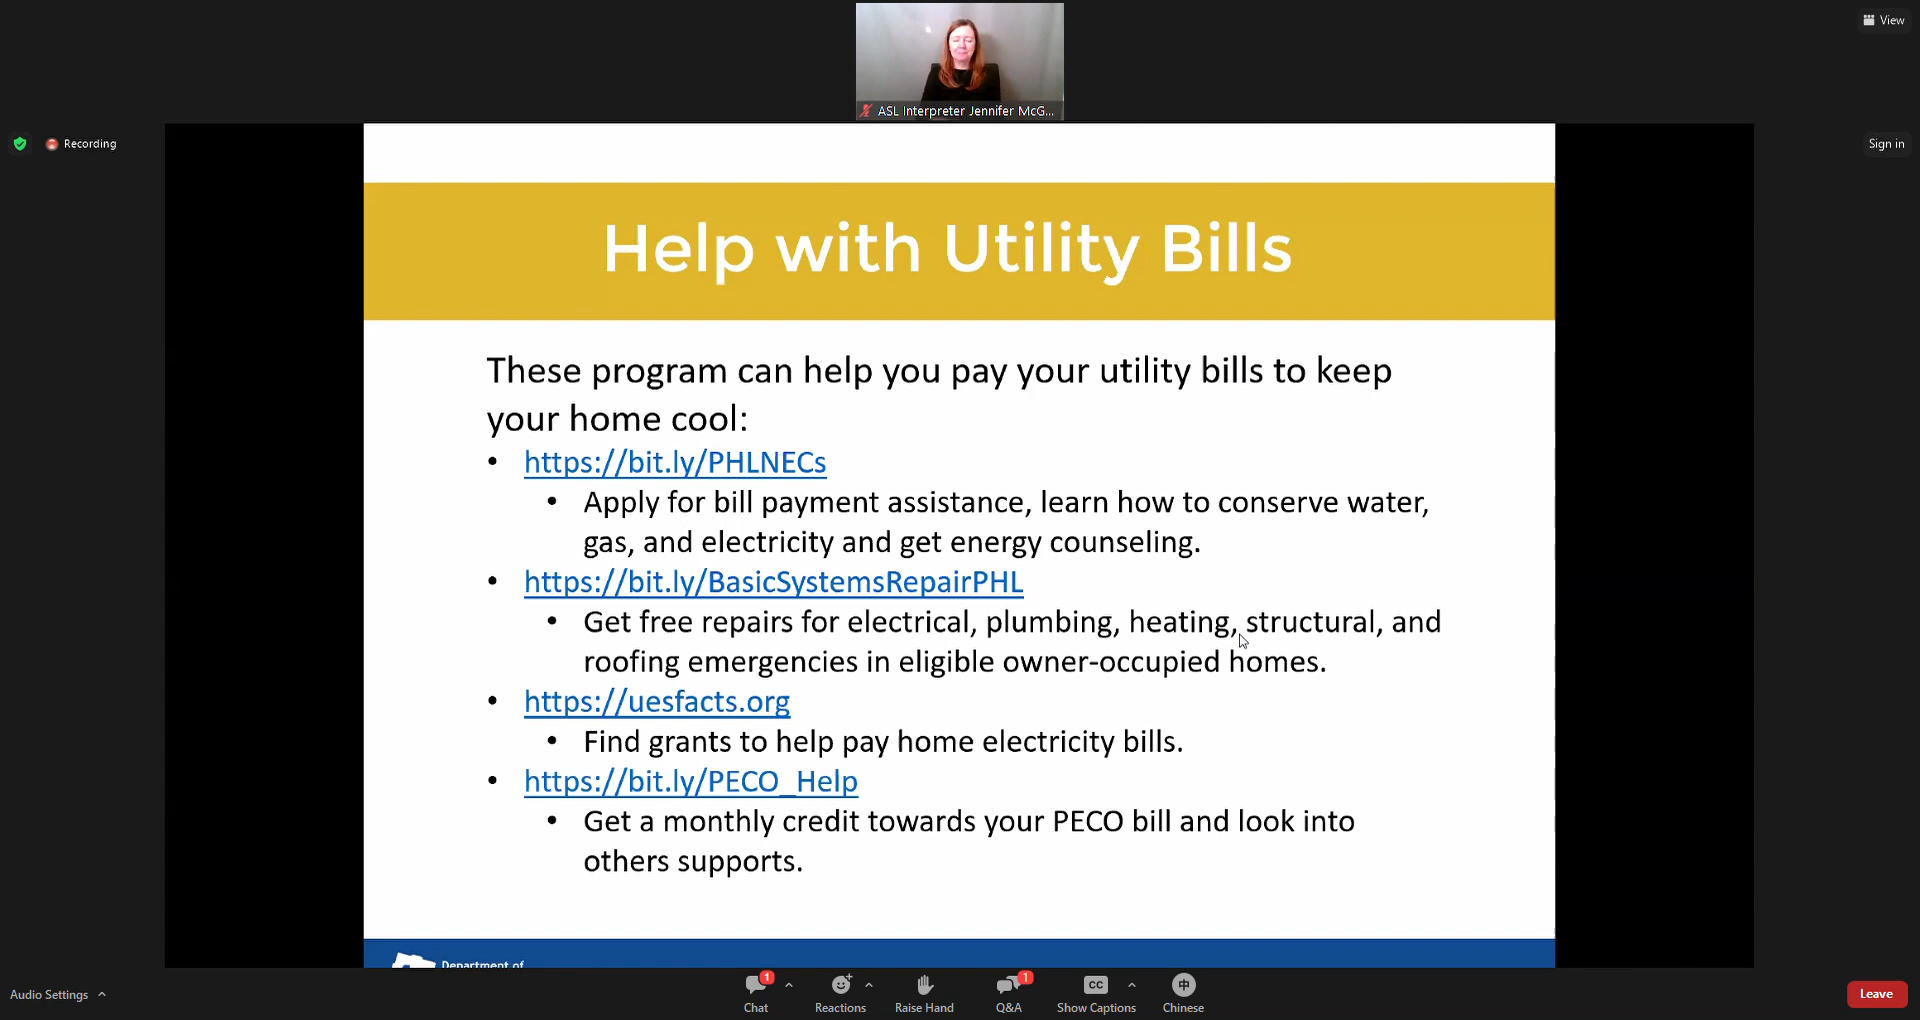 View
ASL Interpreter Jennifer McG...
Recording
Sign in
Help with Utility Bills
These program can help you pay your utility bills to keep
your home cool:
• https://bit.ly/PHLNECs
• Apply for bill payment assistance, learn how to conserve water,
gas, and electricity and get energy counseling.
• https://bit.ly/BasicSystemsRepairPHL
• Get free repairs for electrical, plumbing, heating, structural, and
roofing emergencies in eligible owner-occupied homes.
• https://uesfacts.org
• Find grants to help pay home electricity bills.
• https://bit.ly/PECO_Help
• Get a monthly credit towards your PECO bill and look into
others supports.
Department of
Audio Settings
1
1
CC
中
Chat
Reactions
Raise Hand
Q&A
Show Captions
Chinese
Leave